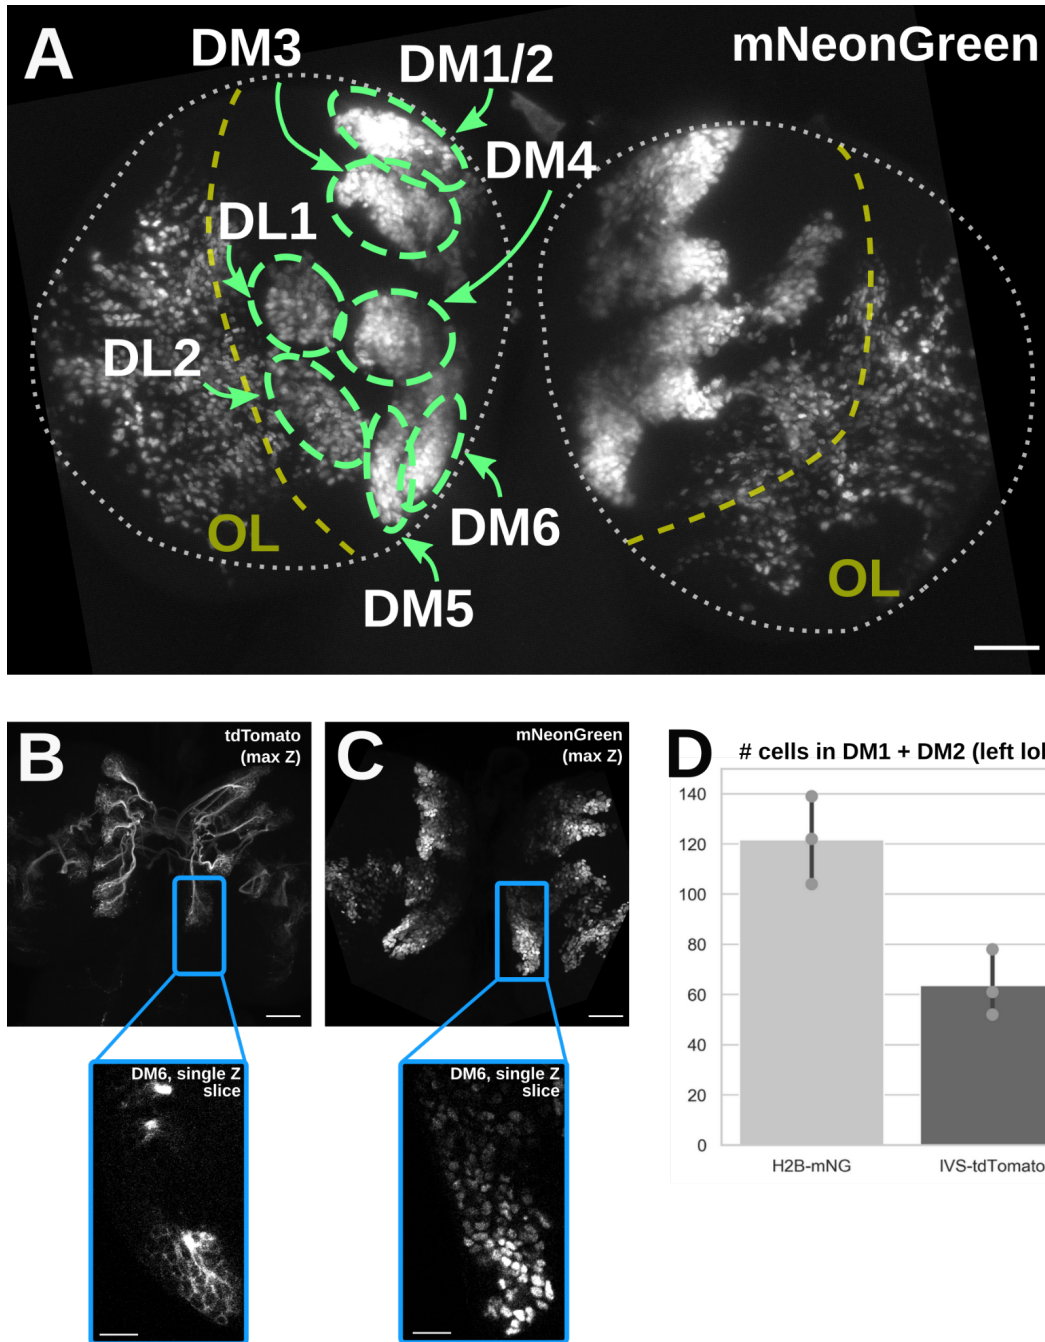 A
mNeonGreen
DM3
DM1/2
DM4
DL1
DL2
DM6
DM5
OL
OL
B
tdTomato
(max Z)
C
mNeonGreen
(max Z)
D
# cells in DM1 + DM2 (left lol
140
120
100
80
60
40
20
0
H2B-mNG
IVS-tdTomato
DM6, single Z
slice
DM6, single Z
slice